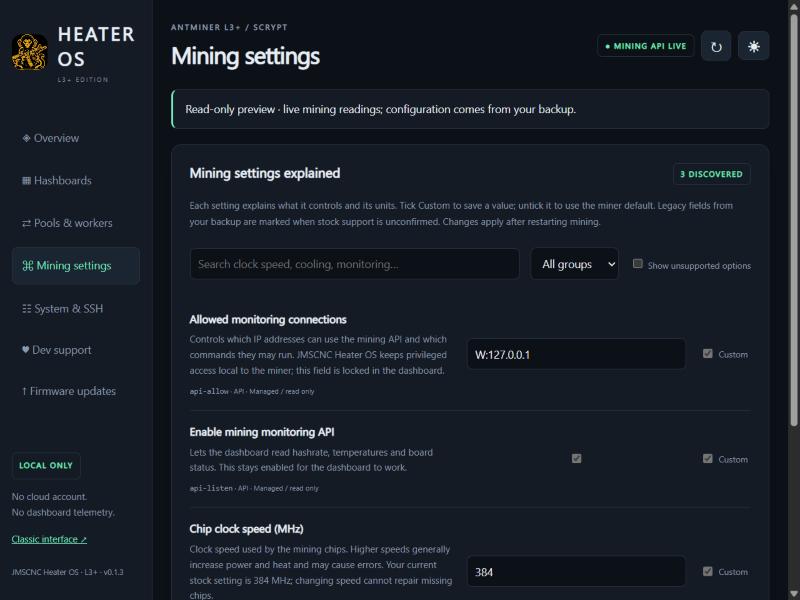 HEATER
OS
L3+ EDITION
◈ Overview
▦ Hashboards
⇄ Pools & workers
⌘ Mining settings
☷ System & SSH
♥ Dev support
↑ Firmware updates
LOCAL ONLY
No cloud account.
No dashboard telemetry.
Classic interface ↗
JMSCNC Heater OS · L3+ · v0.1.3
ANTMINER L3+ / SCRYPT
Mining settings
● MINING API LIVE
↻
☀
Read-only preview · live mining readings; configuration comes from your backup.
Mining settings explained
3 DISCOVERED
Each setting explains what it controls and its units. Tick Custom to save a value; untick it to use the miner default. Legacy fields from
your backup are marked when stock support is unconfirmed. Changes apply after restarting mining.
Search clock speed, cooling, monitoring...
All groups
Show unsupported options
Allowed monitoring connections
Controls which IP addresses can use the mining API and which
commands they may run. JMSCNC Heater OS keeps privileged
access local to the miner; this field is locked in the dashboard.
api-allow · API · Managed / read only
W:127.0.0.1
Custom
Enable mining monitoring API
Lets the dashboard read hashrate, temperatures and board
status. This stays enabled for the dashboard to work.
api-listen · API · Managed / read only
Custom
Chip clock speed (MHz)
Clock speed used by the mining chips. Higher speeds generally
increase power and heat and may cause errors. Your current
stock setting is 384 MHz; changing speed cannot repair missing
chips.
384
Custom